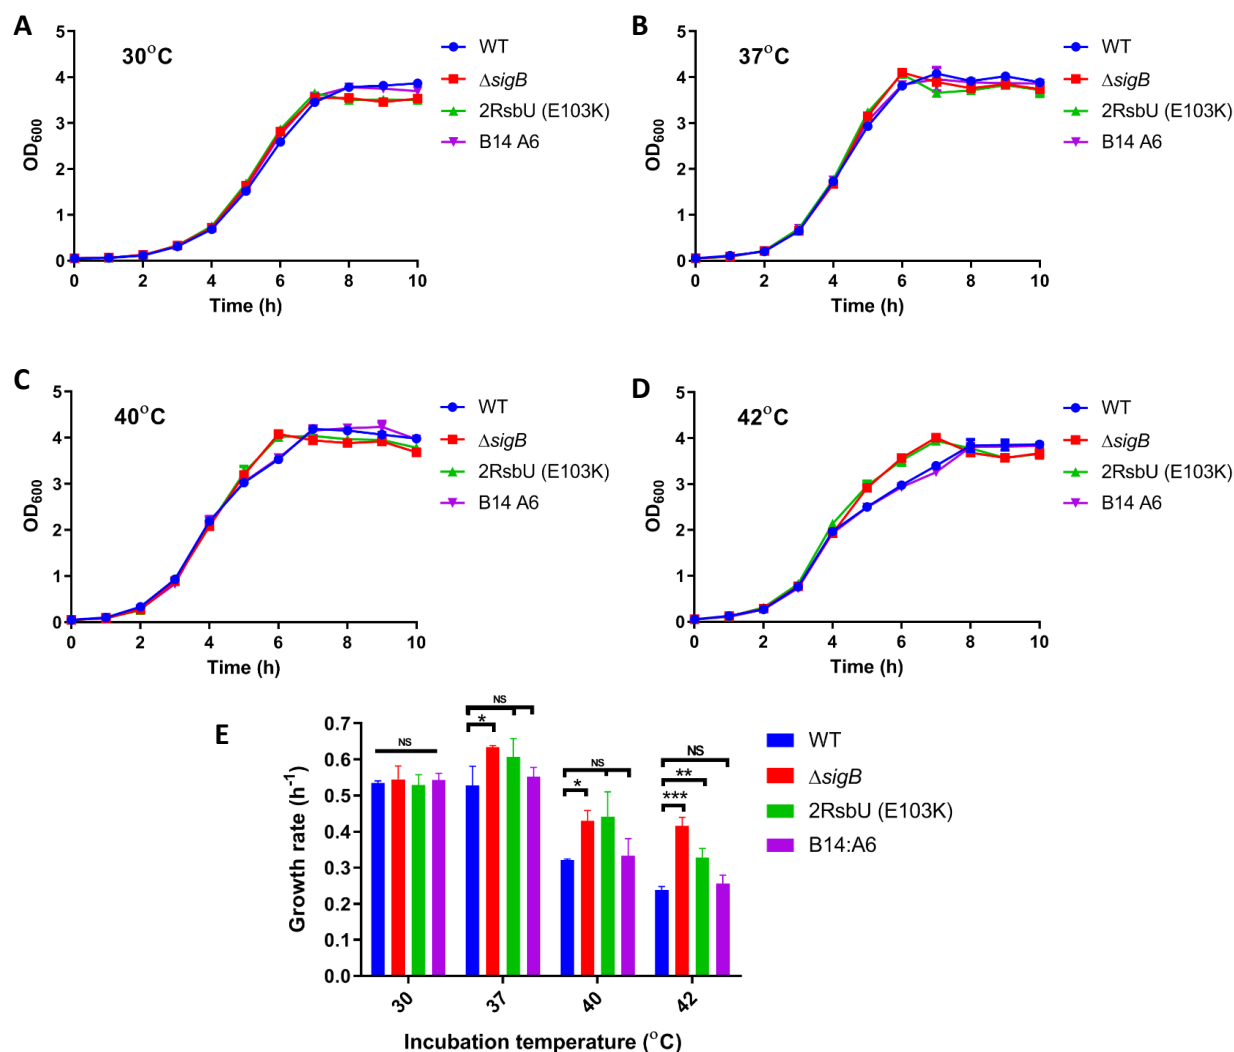 A
30°C
5
4
3
2
1
0
OD600
0 2 4 6 8 10
Time (h)
WT
ΔsigB
2RsbU (E103K)
B14 A6
B
37°C
5
4
3
2
1
0
OD600
0 2 4 6 8 10
Time (h)
WT
ΔsigB
2RsbU (E103K)
B14 A6
C
40°C
5
4
3
2
1
0
OD600
0 2 4 6 8 10
Time (h)
WT
ΔsigB
2RsbU (E103K)
B14 A6
D
42°C
5
4
3
2
1
0
OD600
0 2 4 6 8 10
Time (h)
WT
ΔsigB
2RsbU (E103K)
B14 A6
E
0.7
0.6
0.5
0.4
0.3
0.2
0.1
0.0
Growth rate (h-1)
NS
NS
*
NS
*
NS
**
***
30 37 40 42
Incubation temperature (°C)
WT
ΔsigB
2RsbU (E103K)
B14:A6